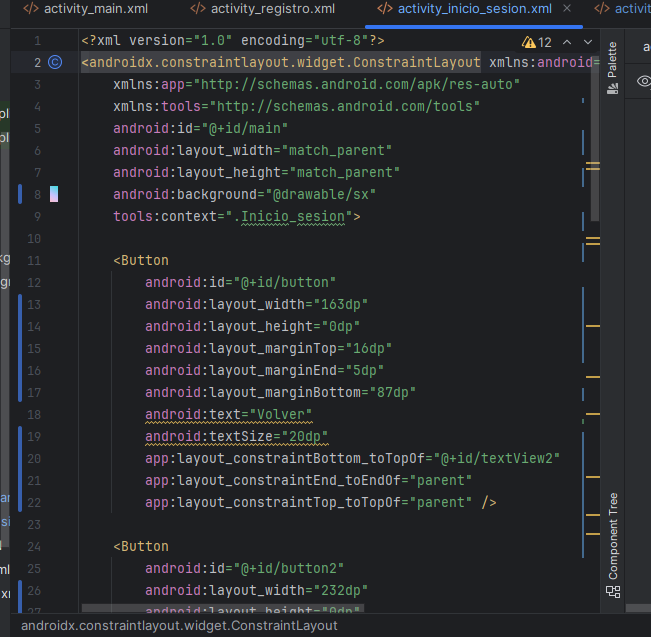 activity_main.xml activity_registro.xml activity_inicio_sesion.xml activit
1 <?xml version="1.0" encoding="utf-8"?> 12
2 <androidx.constraintlayout.widget.ConstraintLayout xmlns:android=
3 xmlns:app="http://schemas.android.com/apk/res-auto"
4 xmlns:tools="http://schemas.android.com/tools"
5 android:id="@+id/main"
6 android:layout_width="match_parent"
7 android:layout_height="match_parent"
8 android:background="@drawable/sx"
9 tools:context=".Inicio_sesion">
10
11 <Button
12 android:id="@+id/button"
13 android:layout_width="163dp"
14 android:layout_height="0dp"
15 android:layout_marginTop="16dp"
16 android:layout_marginEnd="5dp"
17 android:layout_marginBottom="87dp"
18 android:text="Volver"
19 android:textSize="20dp"
20 app:layout_constraintBottom_toTopOf="@+id/textView2"
21 app:layout_constraintEnd_toEndOf="parent"
22 app:layout_constraintTop_toTopOf="parent" />
23
24 <Button
25 android:id="@+id/button2"
26 android:layout_width="232dp"
27 android:layout_height="0dp"
androidx.constraintlayout.widget.ConstraintLayout
Palette
Component Tree